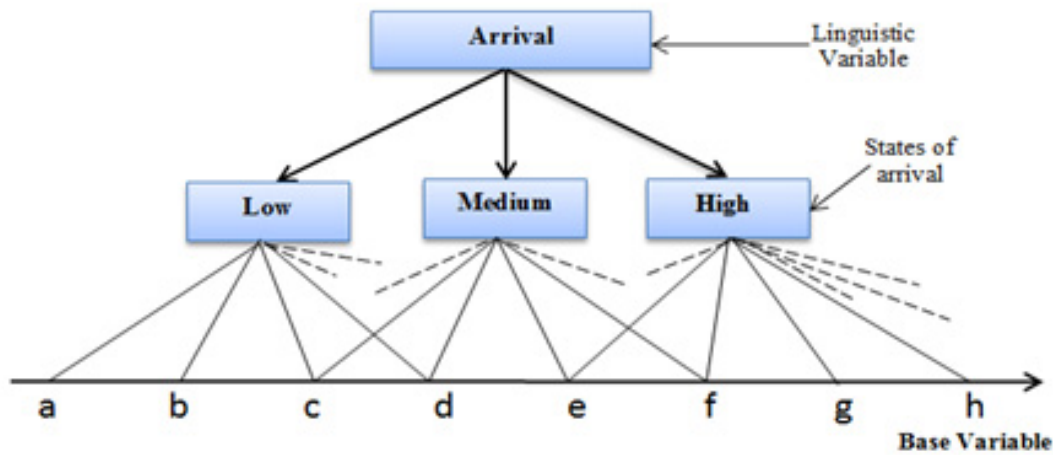 Arrival
Linguistic
Variable
States of
arrival
Low
Medium
High
a b c d e f g h
Base Variable